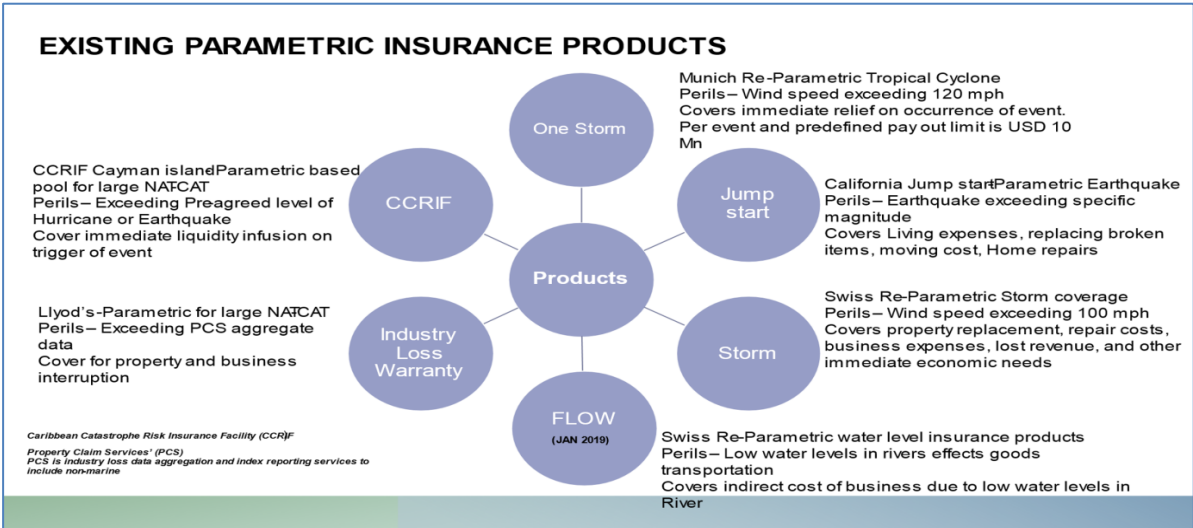 EXISTING PARAMETRIC INSURANCE PRODUCTS
One Storm
Munich Re-Parametric Tropical Cyclone
Perils – Wind speed exceeding 120 mph
Covers immediate relief on occurrence of event.
Per event and predefined pay out limit is USD 10
Mn
Jump
start
California Jump start-Parametric Earthquake
Perils – Earthquake exceeding specific
magnitude
Covers Living expenses, replacing broken
items, moving cost, Home repairs
Storm
Swiss Re-Parametric Storm coverage
Perils – Wind speed exceeding 100 mph
Covers property replacement, repair costs,
business expenses, lost revenue, and other
immediate economic needs
FLOW
(JAN 2019)
Swiss Re-Parametric water level insurance products
Perils – Low water levels in rivers effects goods
transportation
Covers indirect cost of business due to low water levels in
River
Industry
Loss
Warranty
Llyod's-Parametric for large NAT-CAT
Perils – Exceeding PCS aggregate
data
Cover for property and business
interruption
CCRIF
CCRIF Cayman island-Parametric based
pool for large NAT-CAT
Perils – Exceeding Pre-agreed level of
Hurricane or Earthquake
Cover immediate liquidity infusion on
trigger of event
Products
Caribbean Catastrophe Risk Insurance Facility (CCRIF)
Property Claim Services' (PCS)
PCS is industry loss data aggregation and index reporting services to
include non-marine